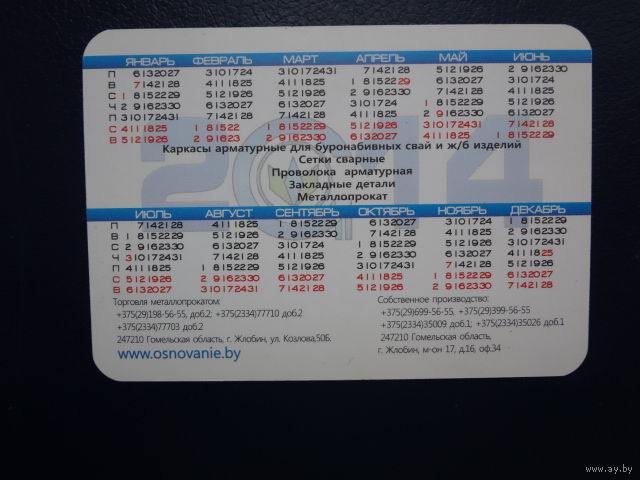 ЯНВАРЬ ФЕВРАЛЬ МАРТ АПРЕЛЬ МАЙ ИЮНЬ
П 6132027 3101724 310172431 7142128 5121926 2 9162330
В 7142128 4111825 4111825 1 8152229 6132027 3101724
С 1 8152229 5121926 5121926 2 9162330 7142128 4111825
Ч 2 9162330 6132027 6132027 3101724 1 8152229 5121926
П 3101724 7142128 7142128 4111825 2 9162330 6132027
С 4111825 1 81522 1 8152229 5121926 3101724 7142128
В 5121926 2 91623 2 9162330 6132027 4111825 1 8152229
2014
Каркасы арматурные для буронабивных свай и ж/б изделий
Сетки сварные
Проволока арматурная
Закладные детали
Металлопрокат
ИЮЛЬ АВГУСТ СЕНТЯБРЬ ОКТЯБРЬ НОЯБРЬ ДЕКАБРЬ
П 7142128 4111825 1 8152229 6132027 3101724 1 8152229
В 1 8152229 5121926 2 9162330 7142128 4111825 2 9162330
С 2 9162330 6132027 3101724 1 8152229 5121926 310172431
Ч 310172431 7142128 4111825 2 9162330 6132027 4111825
П 4111825 1 8152229 5121926 310172431 7142128 5121926
С 5121926 2 9162330 6132027 4111825 1 8152229 6132027
В 6132027 310172431 7142128 5121926 2 9162330 7142128
Торговля металлопрокатом:
+375(29)198-56-55, доб.2; +375(2334)77710 доб.2
+375(2334)77703 доб.2
247210 Гомельская область, г. Жлобин, ул. Козлова,50Б.
www.osnovanie.by
Собственное производство:
+375(29)699-56-55, +375(29)399-56-55
+375(2334)35009 доб.1; +375(2334)35026 доб.1
247210 Гомельская область,
г. Жлобин, м-он 17, д.16, оф.34
www.ay.by